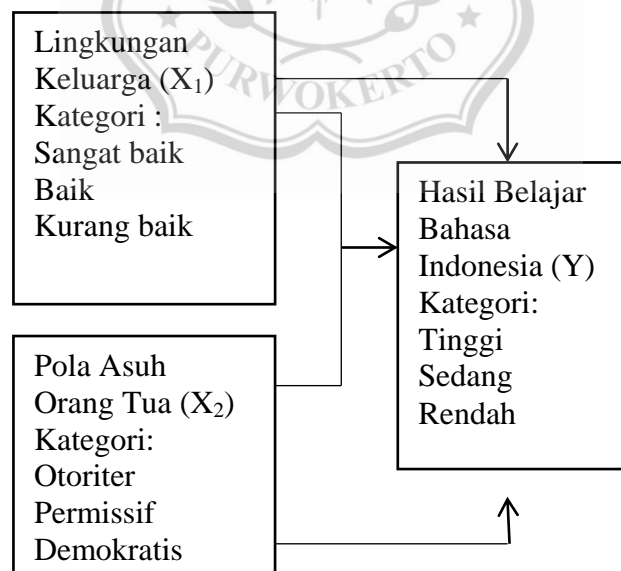 PURWOKERTO
Lingkungan
Keluarga (X₁)
Kategori :
Sangat baik
Baik
Kurang baik
Hasil Belajar
Bahasa
Indonesia (Y)
Kategori:
Tinggi
Sedang
Rendah
Pola Asuh
Orang Tua (X₂)
Kategori:
Otoriter
Permissif
Demokratis